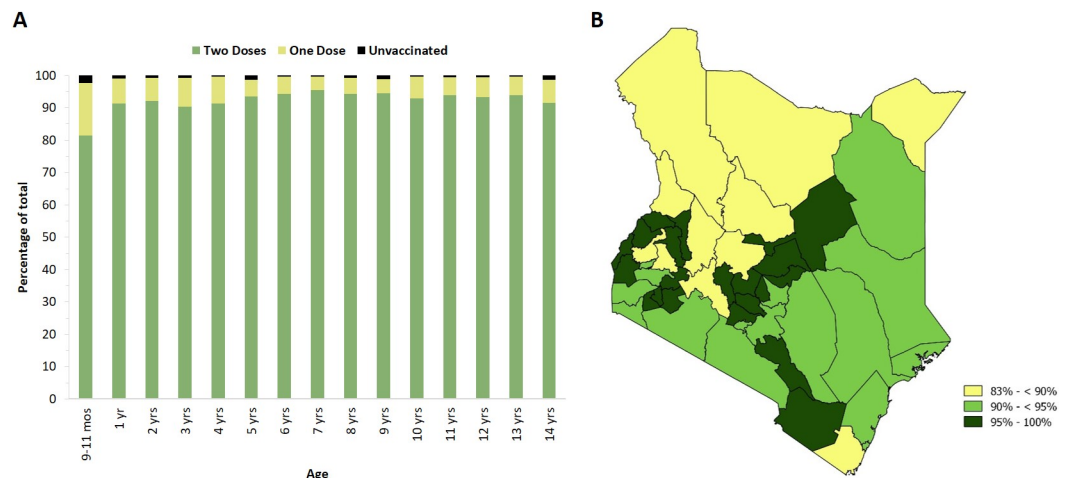 A
Two Doses One Dose Unvaccinated
100
90
80
70
60
50
40
30
20
10
0
Percentage of total
9-11 mos
1 yr
2 yrs
3 yrs
4 yrs
5 yrs
6 yrs
7 yrs
8 yrs
9 yrs
10 yrs
11 yrs
12 yrs
13 yrs
14 yrs
Age
B
83% - < 90%
90% - < 95%
95% - 100%